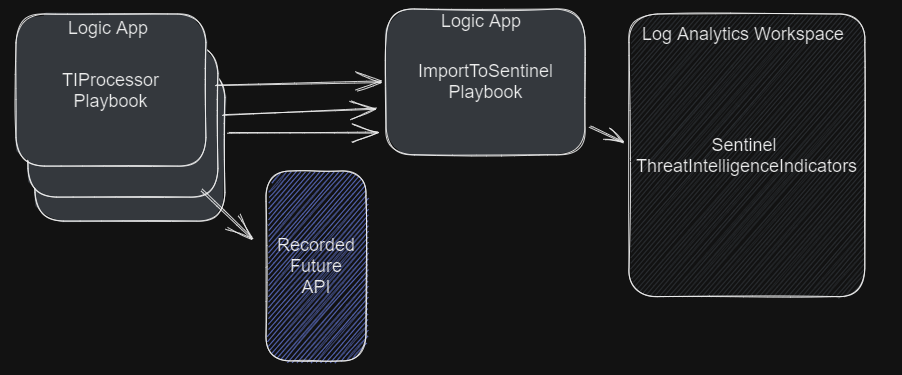 Logic App
TIProcessor
Playbook
Logic App
ImportToSentinel
Playbook
Log Analytics Workspace
Sentinel
ThreatIntelligenceIndicators
Recorded
Future
API